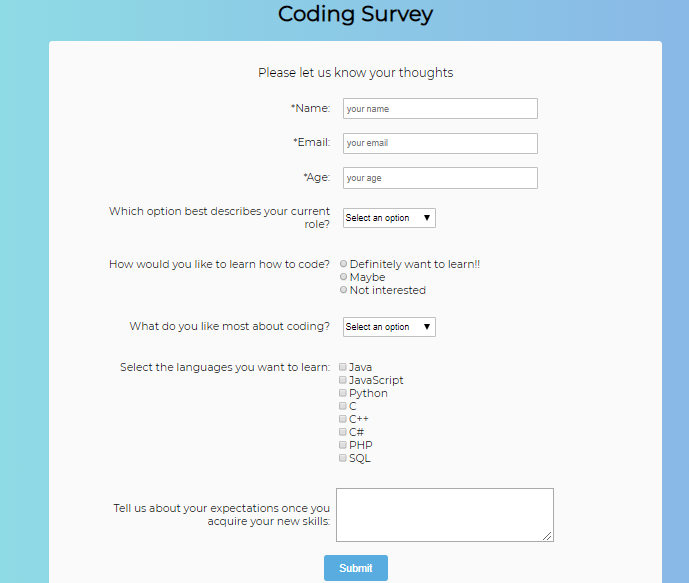 Coding Survey
Please let us know your thoughts
*Name:
your name
*Email:
your email
*Age:
your age
Which option best describes your current
role?
Select an option
How would you like to learn how to code?
Definitely want to learn!!
Maybe
Not interested
What do you like most about coding?
Select an option
Select the languages you want to learn:
Java
JavaScript
Python
C
C++
C#
PHP
SQL
Tell us about your expectations once you
acquire your new skills:
Submit